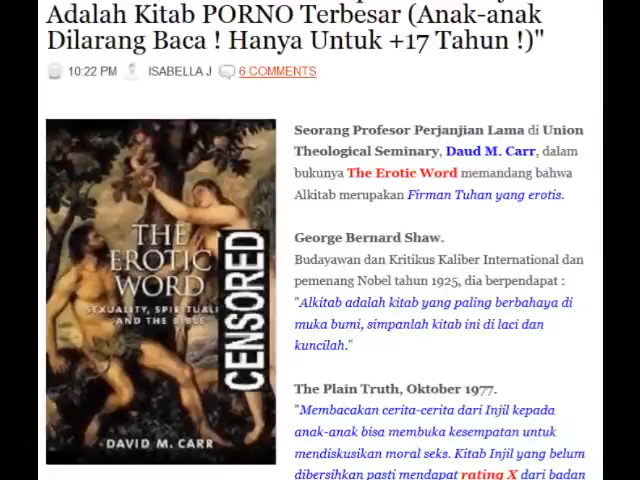 Adalah Kitab PORNO Terbesar (Anak-anak
Dilarang Baca ! Hanya Untuk +17 Tahun !)"
10:22 PM ISABELLA J 6 COMMENTS
THE
EROTIC
WORD
SEXUALITY, SPIRITUALI
AND THE BIBLE
CENSORED
DAVID M. CARR
Seorang Profesor Perjanjian Lama di Union
Theological Seminary, Daud M. Carr, dalam
bukunya The Erotic Word memandang bahwa
Alkitab merupakan Firman Tuhan yang erotis.
George Bernard Shaw.
Budayawan dan Kritikus Kaliber International dan
pemenang Nobel tahun 1925, dia berpendapat :
"Alkitab adalah kitab yang paling berbahaya di
muka bumi, simpanlah kitab ini di laci dan
kuncilah."
The Plain Truth, Oktober 1977.
"Membacakan cerita-cerita dari Injil kepada
anak-anak bisa membuka kesempatan untuk
mendiskusikan moral seks. Kitab Injil yang belum
dibersihkan pasti mendapat rating X dari badan